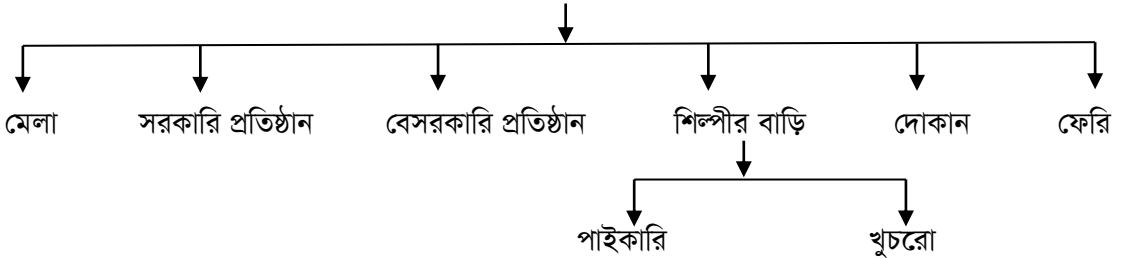 মেলা সরকারি প্রতিষ্ঠান বেসরকারি প্রতিষ্ঠান শিল্পীর বাড়ি দোকান ফেরি
পাইকারি খুচরো